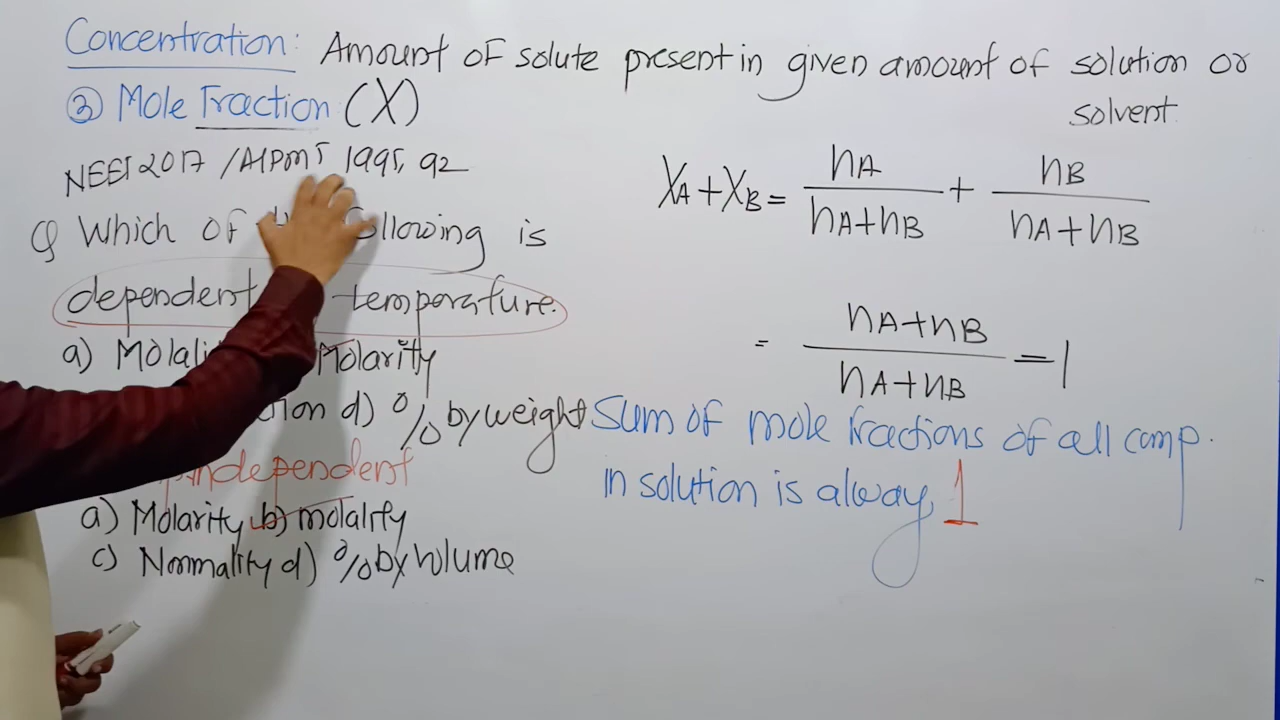 Concentration: Amount of solute present in given amount of solution or
solvent
③ Mole Fraction (X)
NEET 2017 /AIPMT 1995, 92
Q Which of following is
dependent temperature.
a) Molali Molarity
d) % by weight
independent
a) Molarity b) molality
c) Normality d) % by volume
XA + XB = nA / nA+nB + nB / nA+nB
= nA+nB / nA+nB = 1
Sum of mole fractions of all comp.
in solution is alway, 1